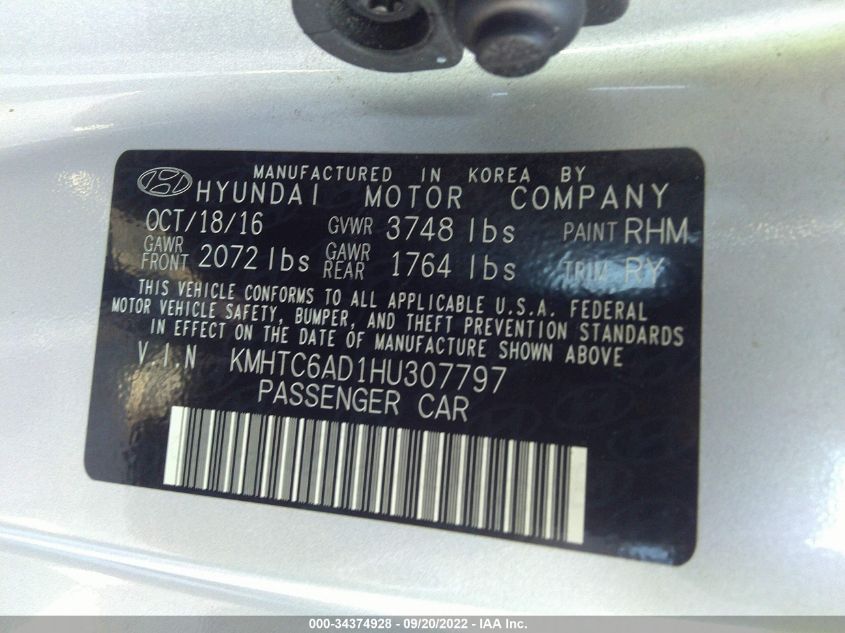 MANUFACTURED IN KOREA BY
HYUNDAI MOTOR COMPANY
OCT/18/16 GVWR 3748 lbs PAINT RHM
GAWR FRONT 2072 lbs GAWR REAR 1764 lbs TRIM RY
THIS VEHICLE CONFORMS TO ALL APPLICABLE U.S.A. FEDERAL
MOTOR VEHICLE SAFETY, BUMPER, AND THEFT PREVENTION STANDARDS
IN EFFECT ON THE DATE OF MANUFACTURE SHOWN ABOVE
V.I.N KMHTC6AD1HU307797
PASSENGER CAR
000-34374928 - 09/20/2022 - IAA Inc.